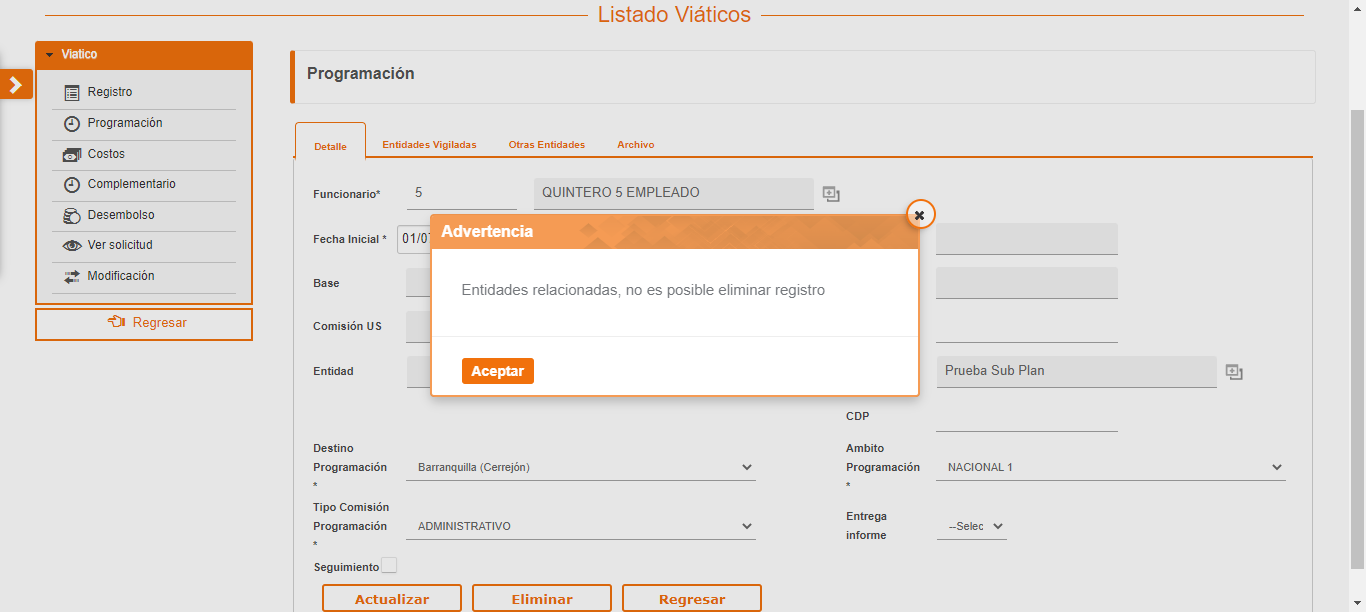 Listado Viáticos
Viatico
Registro
Programación
Costos
Complementario
Desembolso
Ver solicitud
Modificación
Regresar
Programación
Detalle
Entidades Vigiladas
Otras Entidades
Archivo
Funcionario*
5
QUINTERO 5 EMPLEADO
Fecha Inicial *
Base
Comisión US
Entidad
Prueba Sub Plan
Advertencia
Entidades relacionadas, no es posible eliminar registro
Aceptar
CDP
Destino
Programación
*
Barranquilla (Cerrejón)
Ambito
Programación
*
NACIONAL 1
Tipo Comisión
Programación
*
ADMINISTRATIVO
Entrega
informe
--Selec
Seguimiento
Actualizar
Eliminar
Regresar